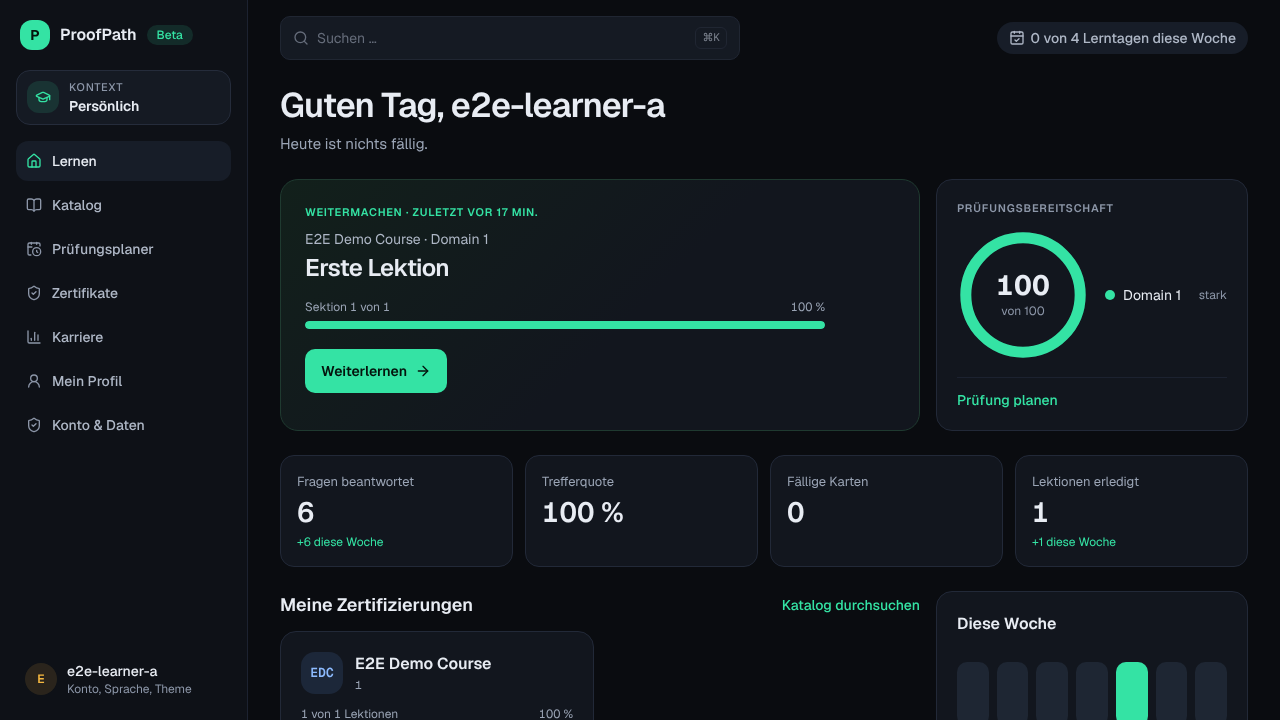 P
ProofPath
Beta
KONTEXT
Persönlich
Lernen
Katalog
Prüfungsplaner
Zertifikate
Karriere
Mein Profil
Konto & Daten
E
e2e-learner-a
Konto, Sprache, Theme
Suchen …
⌘K
0 von 4 Lerntagen diese Woche
Guten Tag, e2e-learner-a
Heute ist nichts fällig.
WEITERMACHEN · ZULETZT VOR 17 MIN.
E2E Demo Course · Domain 1
Erste Lektion
Sektion 1 von 1
100 %
Weiterlernen
PRÜFUNGSBEREITSCHAFT
100
von 100
Domain 1
stark
Prüfung planen
Fragen beantwortet
6
+6 diese Woche
Trefferquote
100 %
Fällige Karten
0
Lektionen erledigt
1
+1 diese Woche
Meine Zertifizierungen
Katalog durchsuchen
EDC
E2E Demo Course
1
1 von 1 Lektionen
100 %
Diese Woche